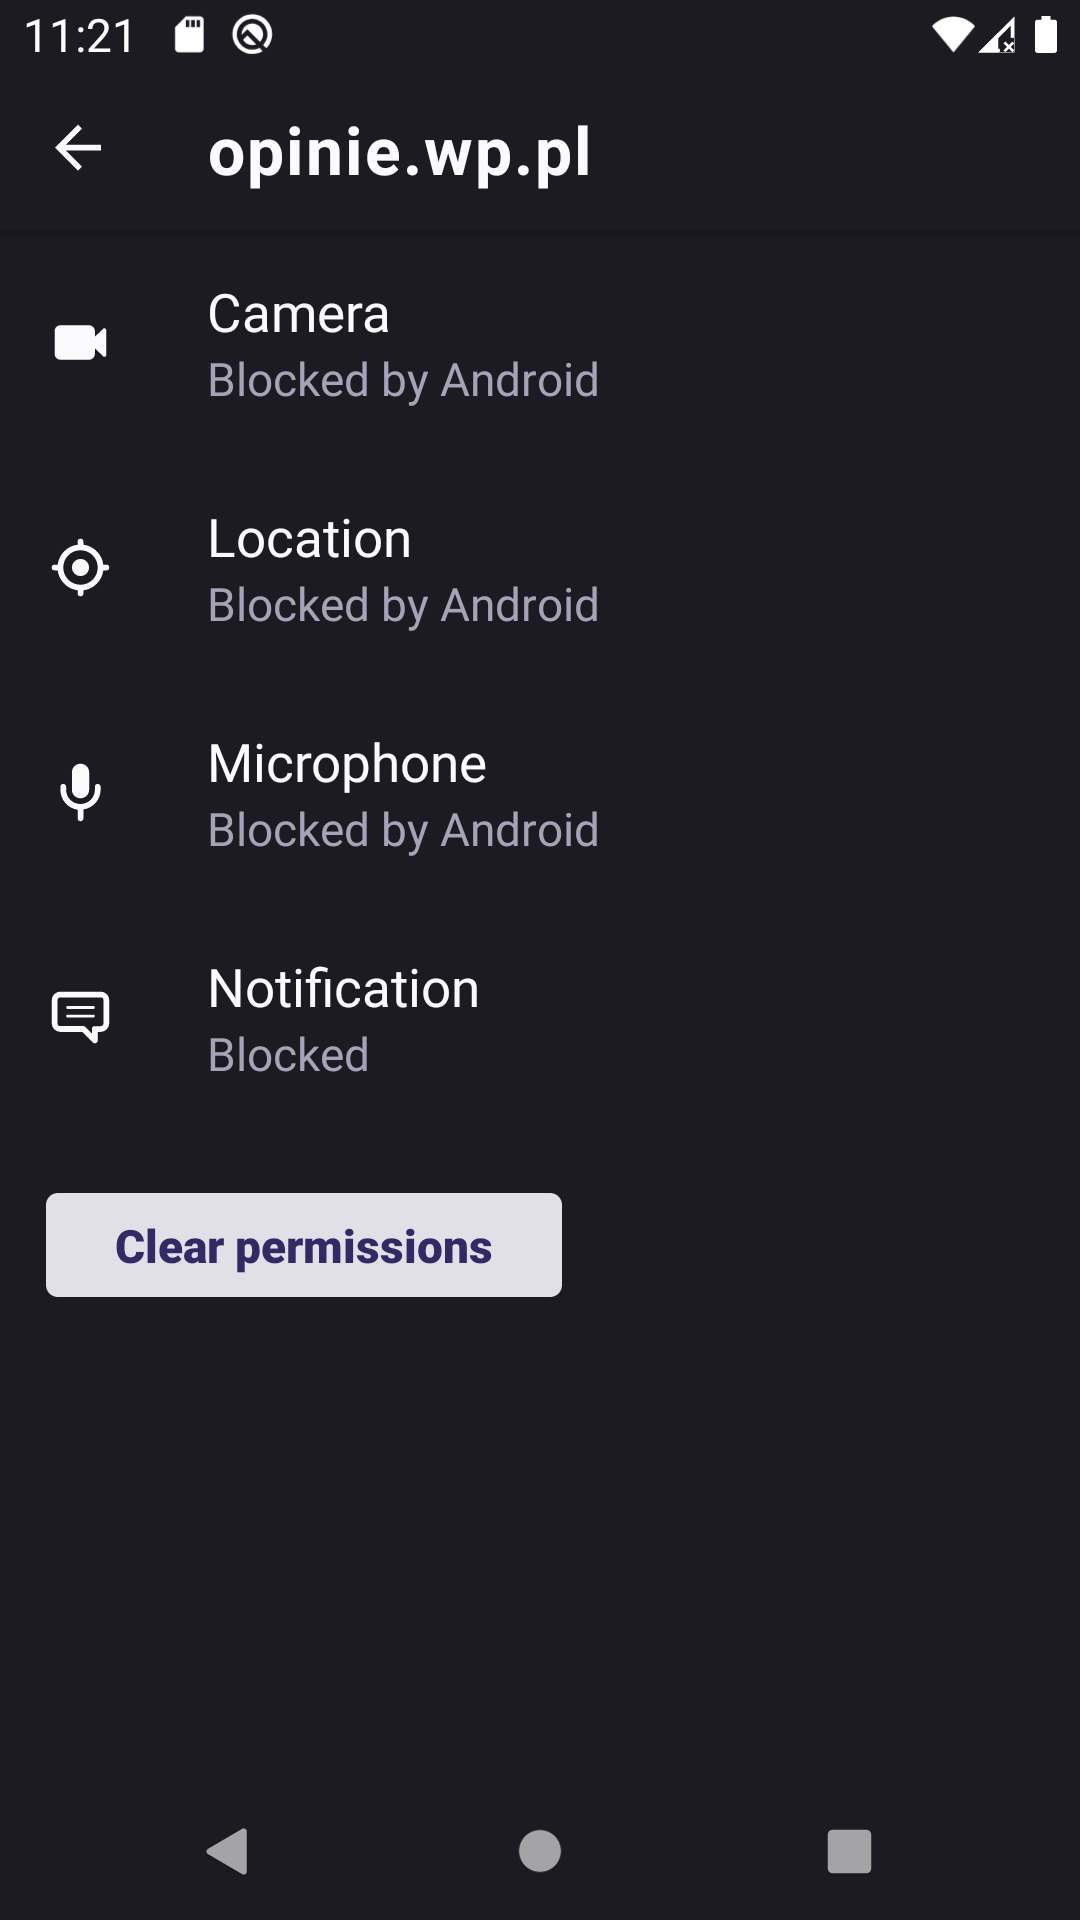 11:21
opinie.wp.pl
Camera
Blocked by Android
Location
Blocked by Android
Microphone
Blocked by Android
Notification
Blocked
Clear permissions